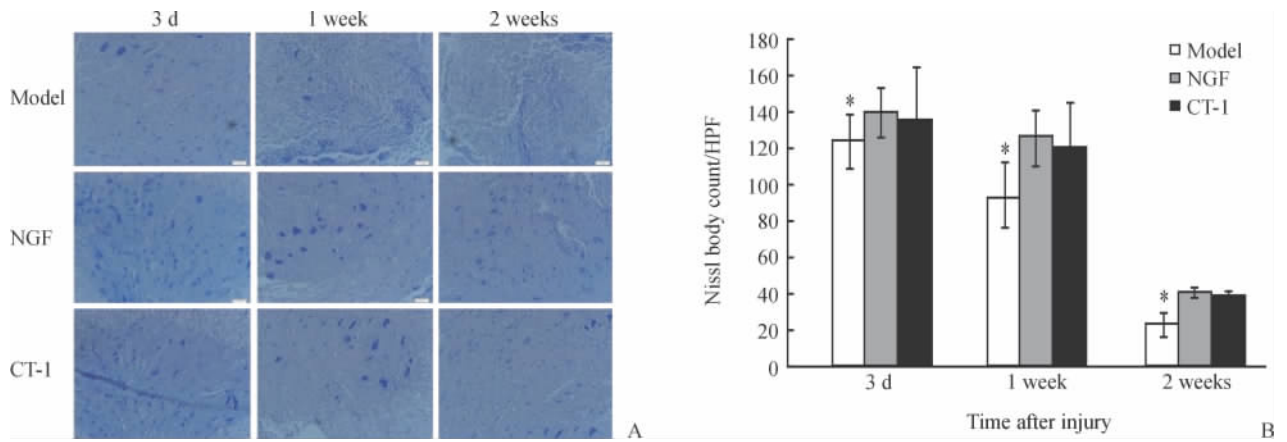 3 d 1 week 2 weeks
Model
NGF
CT-1
A
Nissl body count/HPF
180
160
140
120
100
80
60
40
20
0
*
*
*
Model
NGF
CT-1
3 d 1 week 2 weeks
Time after injury
B